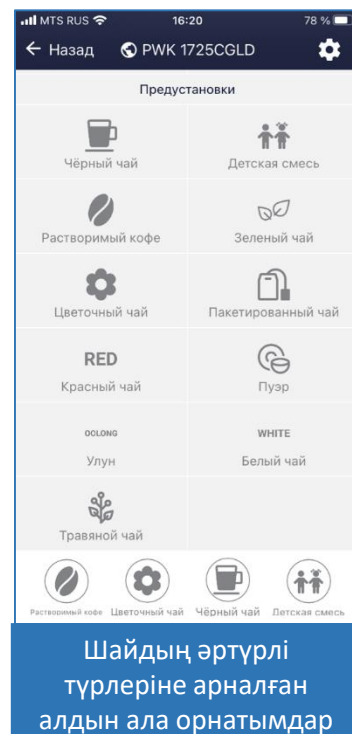 MTS RUS 16:20 78 %
Назад PWK 1725CGLD
Предустановки
Чёрный чай Детская смесь
Растворимый кофе Зеленый чай
Цветочный чай Пакетированный чай
RED
Красный чай Пуэр
OOLONG WHITE
Улун Белый чай
Травяной чай
Растворимый кофе Цветочный чай Чёрный чай Детская смесь
Шайдың әртүрлі
түрлеріне арналған
алдын ала орнатымдар